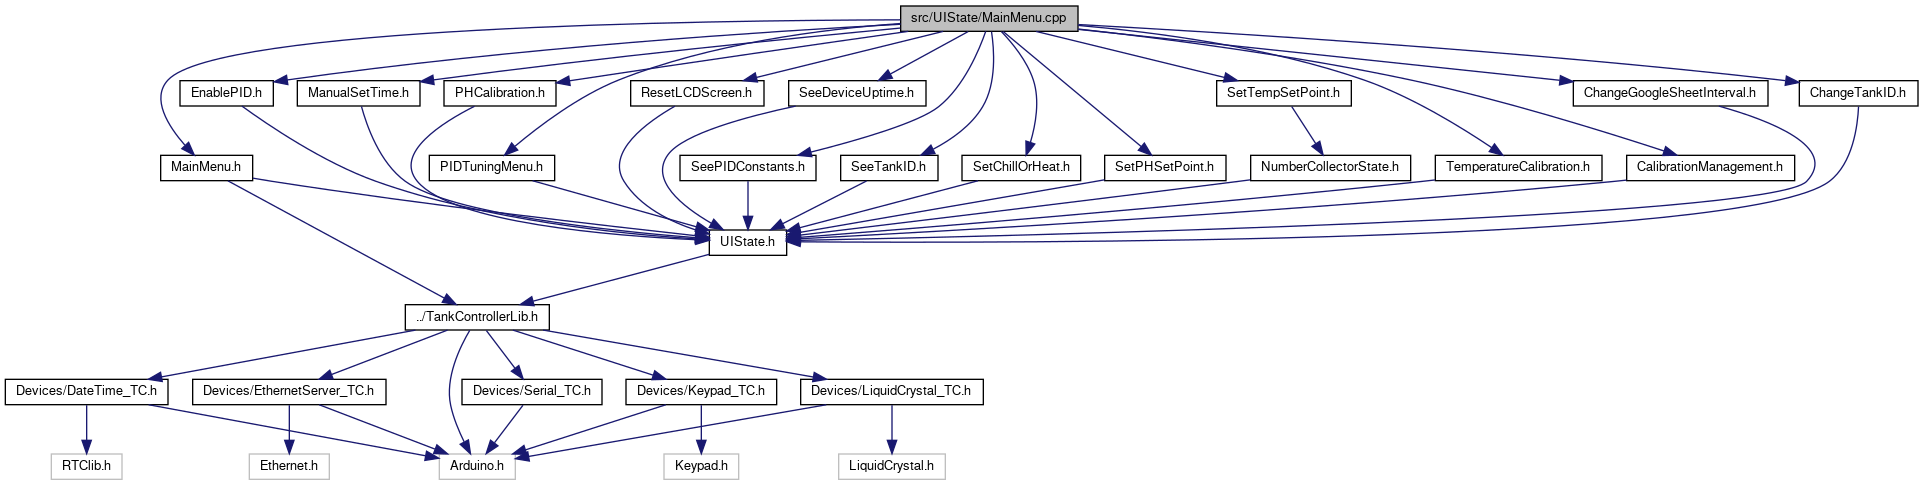 src/UIState/MainMenu.cpp
EnablePID.h
ManualSetTime.h
PHCalibration.h
ResetLCDScreen.h
SeeDeviceUptime.h
SetTempSetPoint.h
ChangeGoogleSheetInterval.h
ChangeTankID.h
MainMenu.h
PIDTuningMenu.h
SeePIDConstants.h
SeeTankID.h
SetChillOrHeat.h
SetPHSetPoint.h
NumberCollectorState.h
TemperatureCalibration.h
CalibrationManagement.h
UIState.h
../TankControllerLib.h
Devices/DateTime_TC.h
Devices/EthernetServer_TC.h
Devices/Serial_TC.h
Devices/Keypad_TC.h
Devices/LiquidCrystal_TC.h
RTClib.h
Ethernet.h
Arduino.h
Keypad.h
LiquidCrystal.h